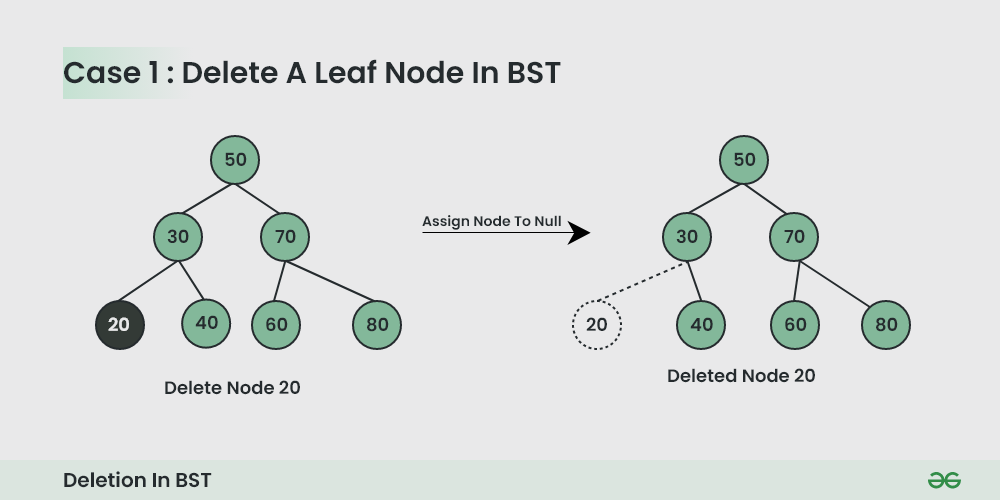 Case 1 : Delete A Leaf Node In BST
50
30
70
20
40
60
80
Delete Node 20
Assign Node To Null
50
30
70
20
40
60
80
Deleted Node 20
Deletion In BST